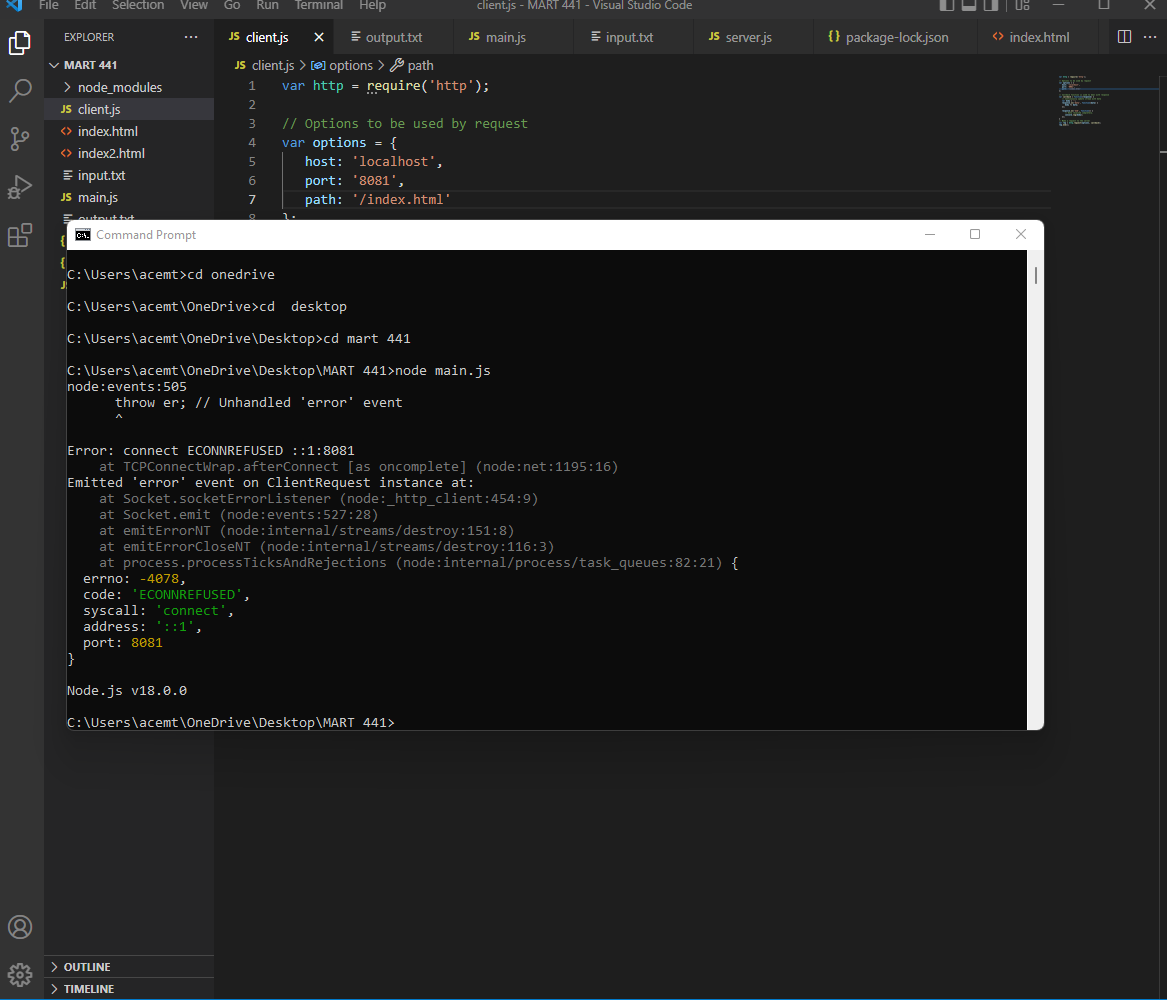 File Edit Selection View Go Run Terminal Help client.js - MART 441 - Visual Studio Code
EXPLORER ···
JS client.js × output.txt JS main.js input.txt JS server.js {} package-lock.json <> index.html ···
MART 441
JS client.js > options > path
node_modules
JS client.js
<> index.html
<> index2.html
input.txt
JS main.js
output.txt
1 var http = require('http');
2
3 // Options to be used by request
4 var options = {
5 host: 'localhost',
6 port: '8081',
7 path: '/index.html'
8 };
Command Prompt
C:\Users\acemt>cd onedrive
C:\Users\acemt\OneDrive>cd  desktop
C:\Users\acemt\OneDrive\Desktop>cd mart 441
C:\Users\acemt\OneDrive\Desktop\MART 441>node main.js
node:events:505
      throw er; // Unhandled 'error' event
      ^
Error: connect ECONNREFUSED ::1:8081
    at TCPConnectWrap.afterConnect [as oncomplete] (node:net:1195:16)
Emitted 'error' event on ClientRequest instance at:
    at Socket.socketErrorListener (node:_http_client:454:9)
    at Socket.emit (node:events:527:28)
    at emitErrorNT (node:internal/streams/destroy:151:8)
    at emitErrorCloseNT (node:internal/streams/destroy:116:3)
    at process.processTicksAndRejections (node:internal/process/task_queues:82:21) {
  errno: -4078,
  code: 'ECONNREFUSED',
  syscall: 'connect',
  address: '::1',
  port: 8081
}
Node.js v18.0.0
C:\Users\acemt\OneDrive\Desktop\MART 441>
OUTLINE
TIMELINE